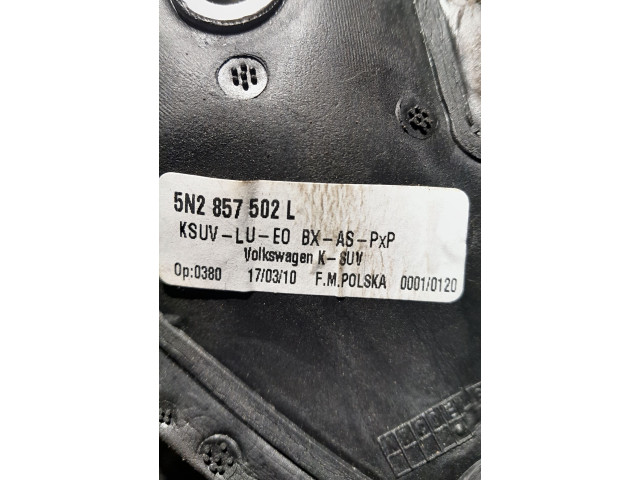 5N2 857 502 L
KSUV-LU-EO BX-AS-PxP
Volkswagen K-SUV
Op:0380 17/03/10 F.M.POLSKA 0001/0120